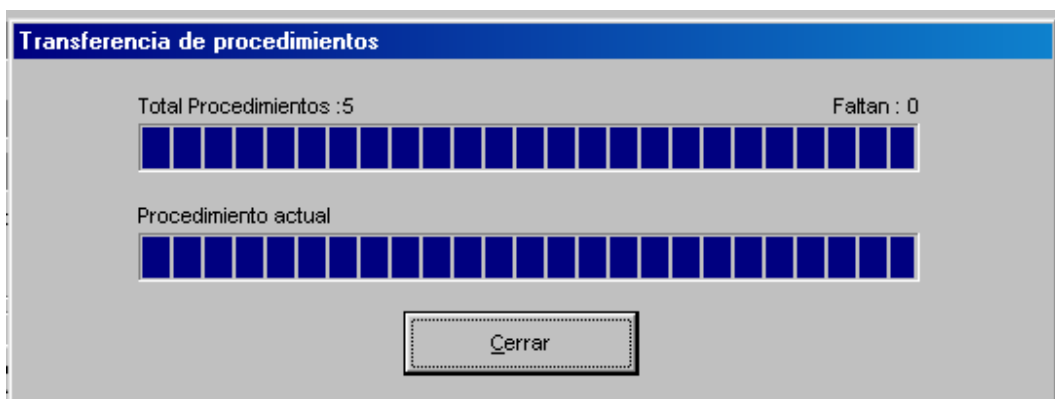 Transferencia de procedimientos
Total Procedimientos :5 Faltan : 0
Procedimiento actual
Cerrar